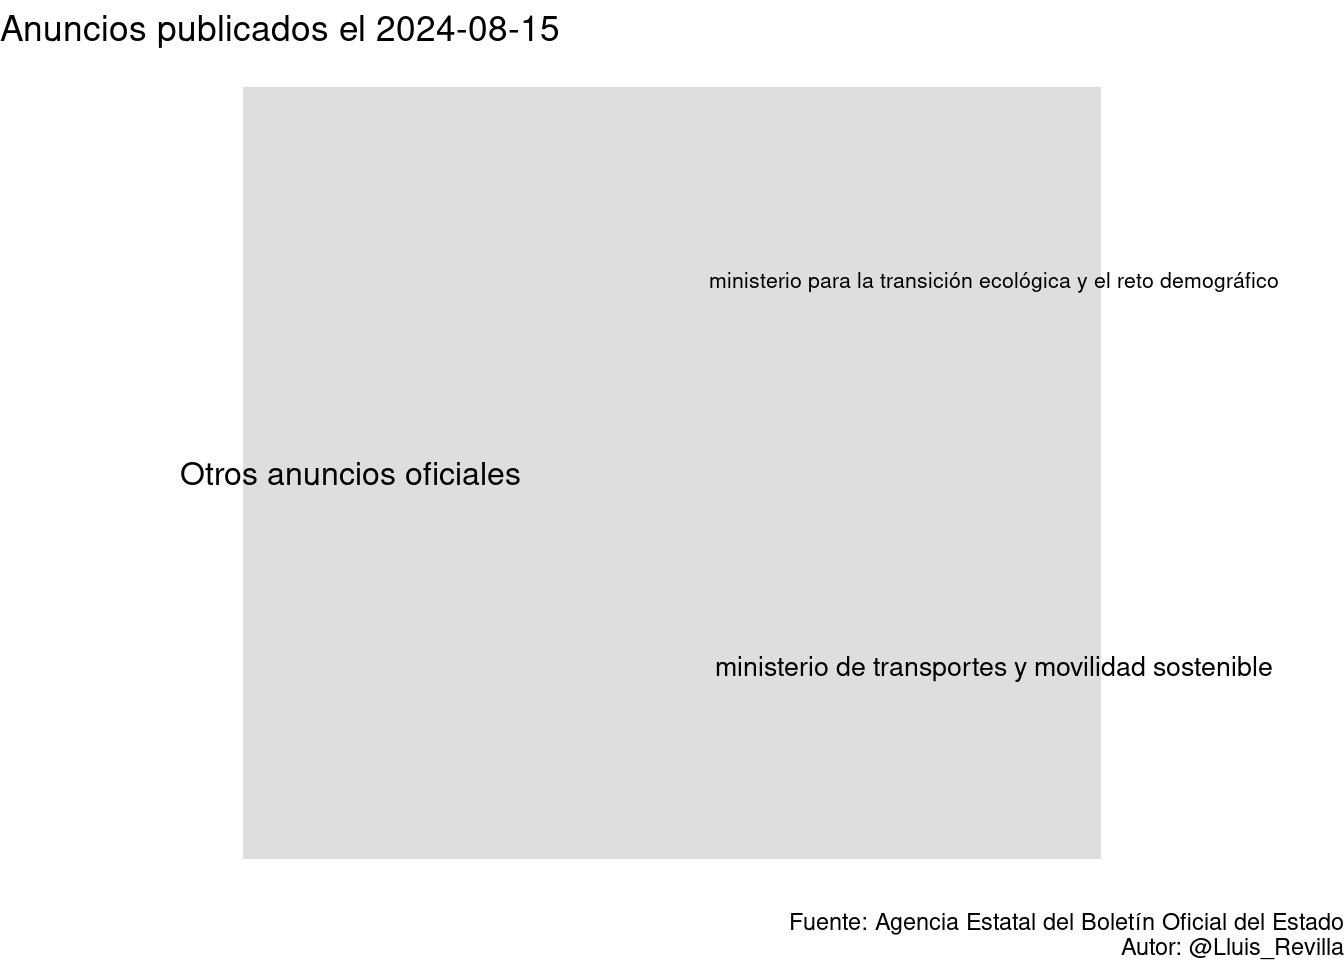 Anuncios publicados el 2024-08-15
ministerio para la transición ecológica y el reto demográfico
Otros anuncios oficiales
ministerio de transportes y movilidad sostenible
Fuente: Agencia Estatal del Boletín Oficial del Estado
Autor: @Lluis_Revilla